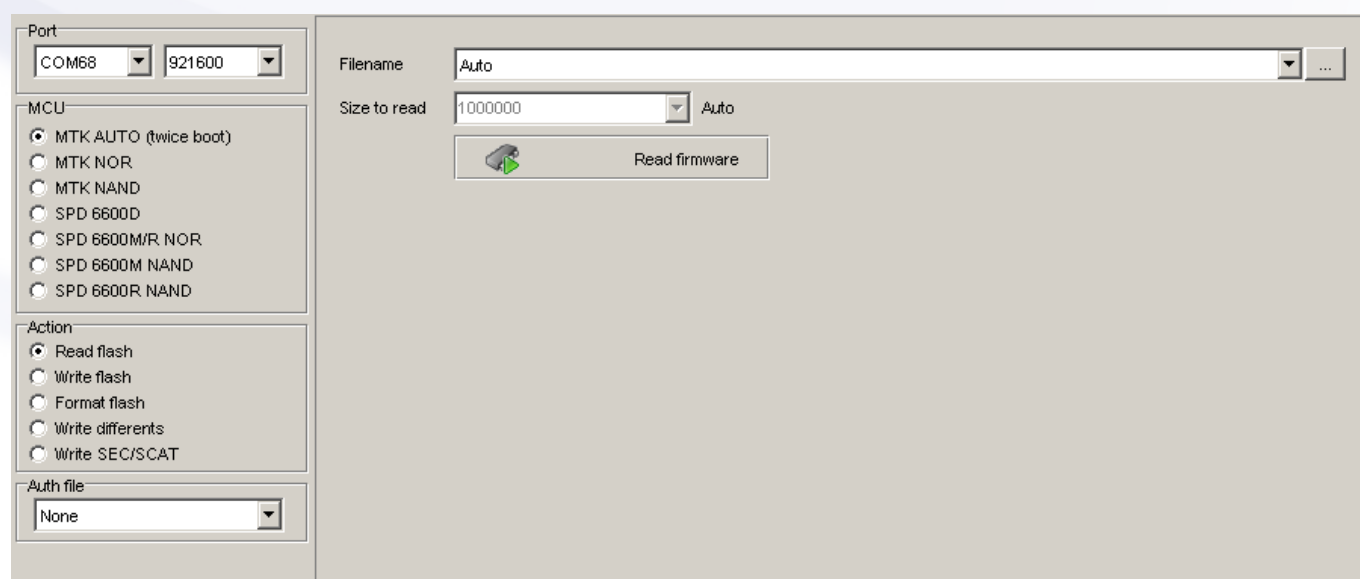 Port
COM68 921600
MCU
MTK AUTO (twice boot)
MTK NOR
MTK NAND
SPD 6600D
SPD 6600M/R NOR
SPD 6600M NAND
SPD 6600R NAND
Action
Read flash
Write flash
Format flash
Write differents
Write SEC/SCAT
Auth file
None
Filename Auto ...
Size to read 1000000 Auto
Read firmware